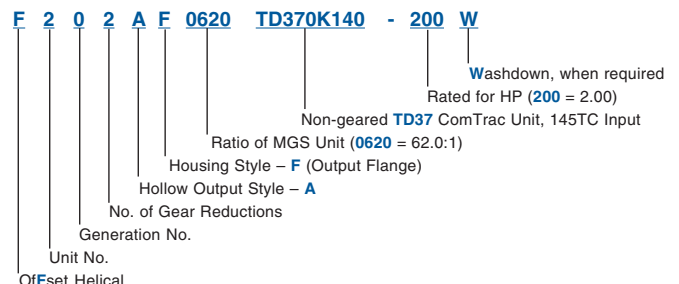 F 2 0 2 A F 0620 TD370K140 - 200 W
Washdown, when required
Rated for HP (200 = 2.00)
Non-geared TD37 ComTrac Unit, 145TC Input
Ratio of MGS Unit (0620 = 62.0:1)
Housing Style – F (Output Flange)
Hollow Output Style – A
No. of Gear Reductions
Generation No.
Unit No.
OfFset Helical